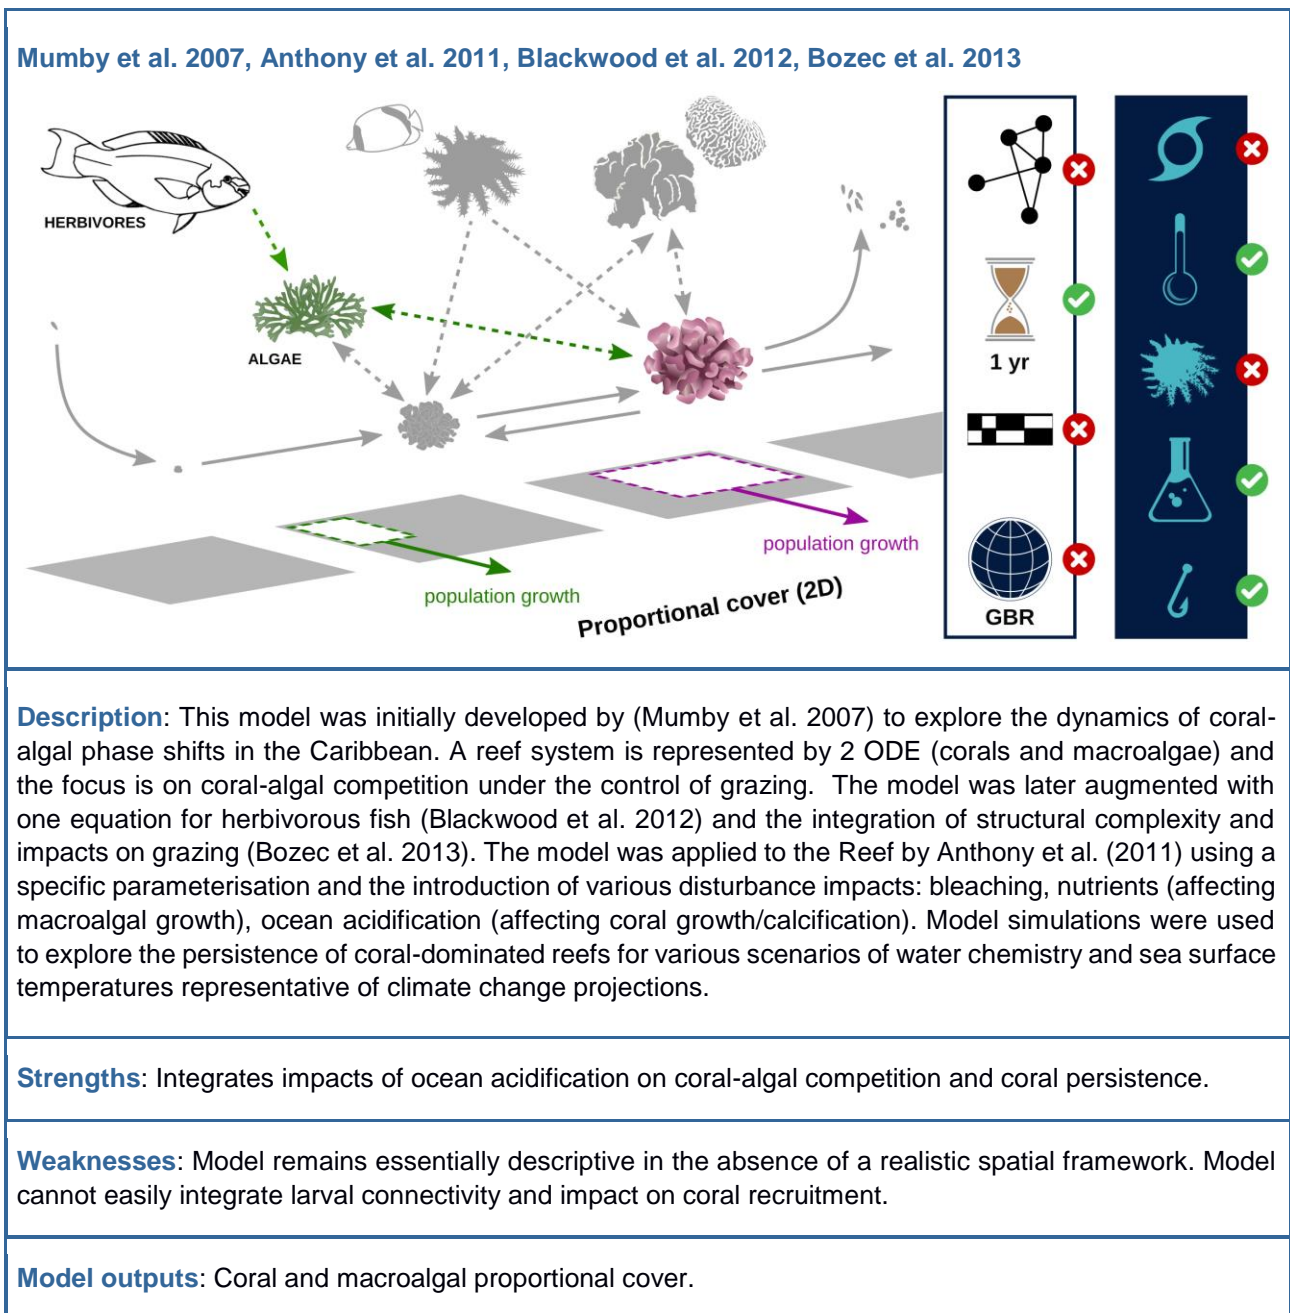 Mumby et al. 2007, Anthony et al. 2011, Blackwood et al. 2012, Bozec et al. 2013
HERBIVORES
ALGAE
1 yr
population growth
population growth
Proportional cover (2D)
GBR
Description: This model was initially developed by (Mumby et al. 2007) to explore the dynamics of coral-
algal phase shifts in the Caribbean. A reef system is represented by 2 ODE (corals and macroalgae) and
the focus is on coral-algal competition under the control of grazing. The model was later augmented with
one equation for herbivorous fish (Blackwood et al. 2012) and the integration of structural complexity and
impacts on grazing (Bozec et al. 2013). The model was applied to the Reef by Anthony et al. (2011) using a
specific parameterisation and the introduction of various disturbance impacts: bleaching, nutrients (affecting
macroalgal growth), ocean acidification (affecting coral growth/calcification). Model simulations were used
to explore the persistence of coral-dominated reefs for various scenarios of water chemistry and sea surface
temperatures representative of climate change projections.
Strengths: Integrates impacts of ocean acidification on coral-algal competition and coral persistence.
Weaknesses: Model remains essentially descriptive in the absence of a realistic spatial framework. Model
cannot easily integrate larval connectivity and impact on coral recruitment.
Model outputs: Coral and macroalgal proportional cover.